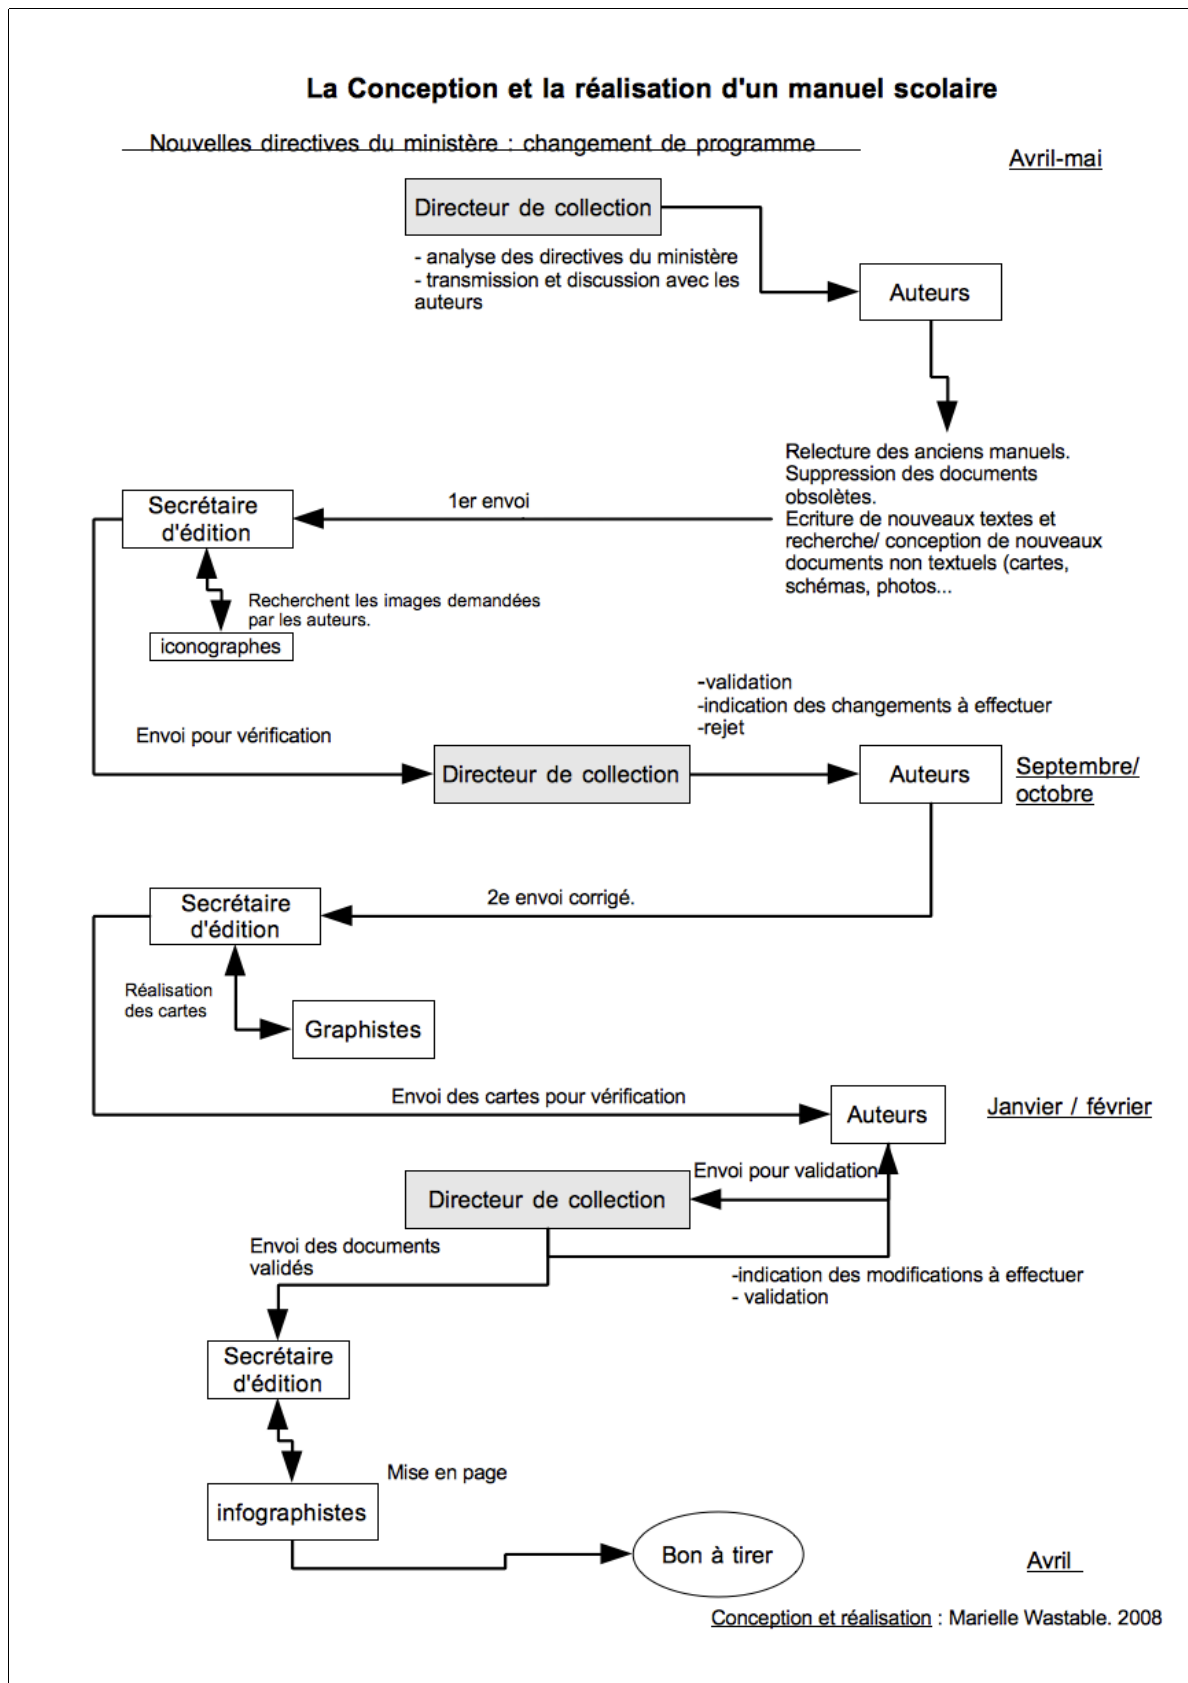 La Conception et la réalisation d'un manuel scolaire
Nouvelles directives du ministère : changement de programme
Avril-mai
Directeur de collection
- analyse des directives du ministère
- transmission et discussion avec les
auteurs
Auteurs
Relecture des anciens manuels.
Suppression des documents
obsolètes.
Ecriture de nouveaux textes et
recherche/ conception de nouveaux
documents non textuels (cartes,
schémas, photos...
1er envoi
Secrétaire
d'édition
Recherchent les images demandées
par les auteurs.
iconographes
-validation
-indication des changements à effectuer
-rejet
Envoi pour vérification
Directeur de collection
Auteurs
Septembre/
octobre
2e envoi corrigé.
Secrétaire
d'édition
Réalisation
des cartes
Graphistes
Envoi des cartes pour vérification
Auteurs
Janvier / février
Envoi pour validation
Directeur de collection
Envoi des documents
validés
-indication des modifications à effectuer
- validation
Secrétaire
d'édition
Mise en page
infographistes
Bon à tirer
Avril
Conception et réalisation : Marielle Wastable. 2008